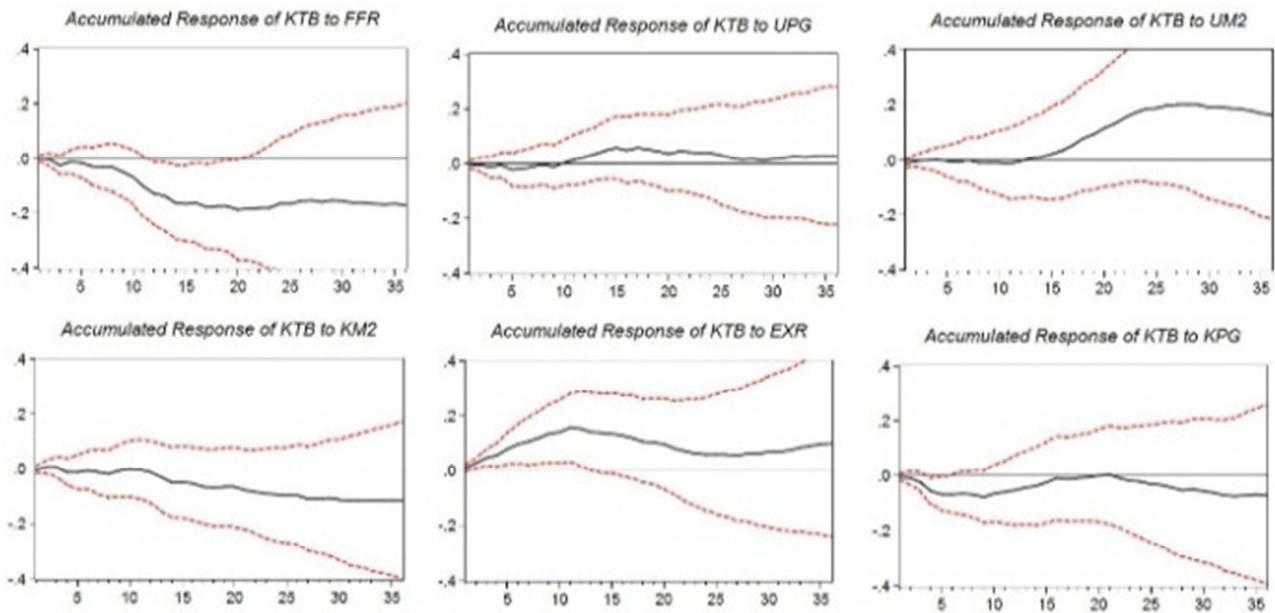 Accumulated Response of KTB to FFR
.4
.2
.0
-.2
-.4
5 10 15 20 25 30 35
Accumulated Response of KTB to UPG
.4
.2
.0
-.2
-.4
5 10 15 20 25 30 35
Accumulated Response of KTB to UM2
.4
.2
.0
-.2
-.4
5 10 15 20 25 30 35
Accumulated Response of KTB to KM2
.4
.2
.0
-.2
-.4
5 10 15 20 25 30 35
Accumulated Response of KTB to EXR
.4
.2
.0
-.2
-.4
5 10 15 20 25 30 35
Accumulated Response of KTB to KPG
.4
.2
.0
-.2
-.4
5 10 15 20 25 30 35